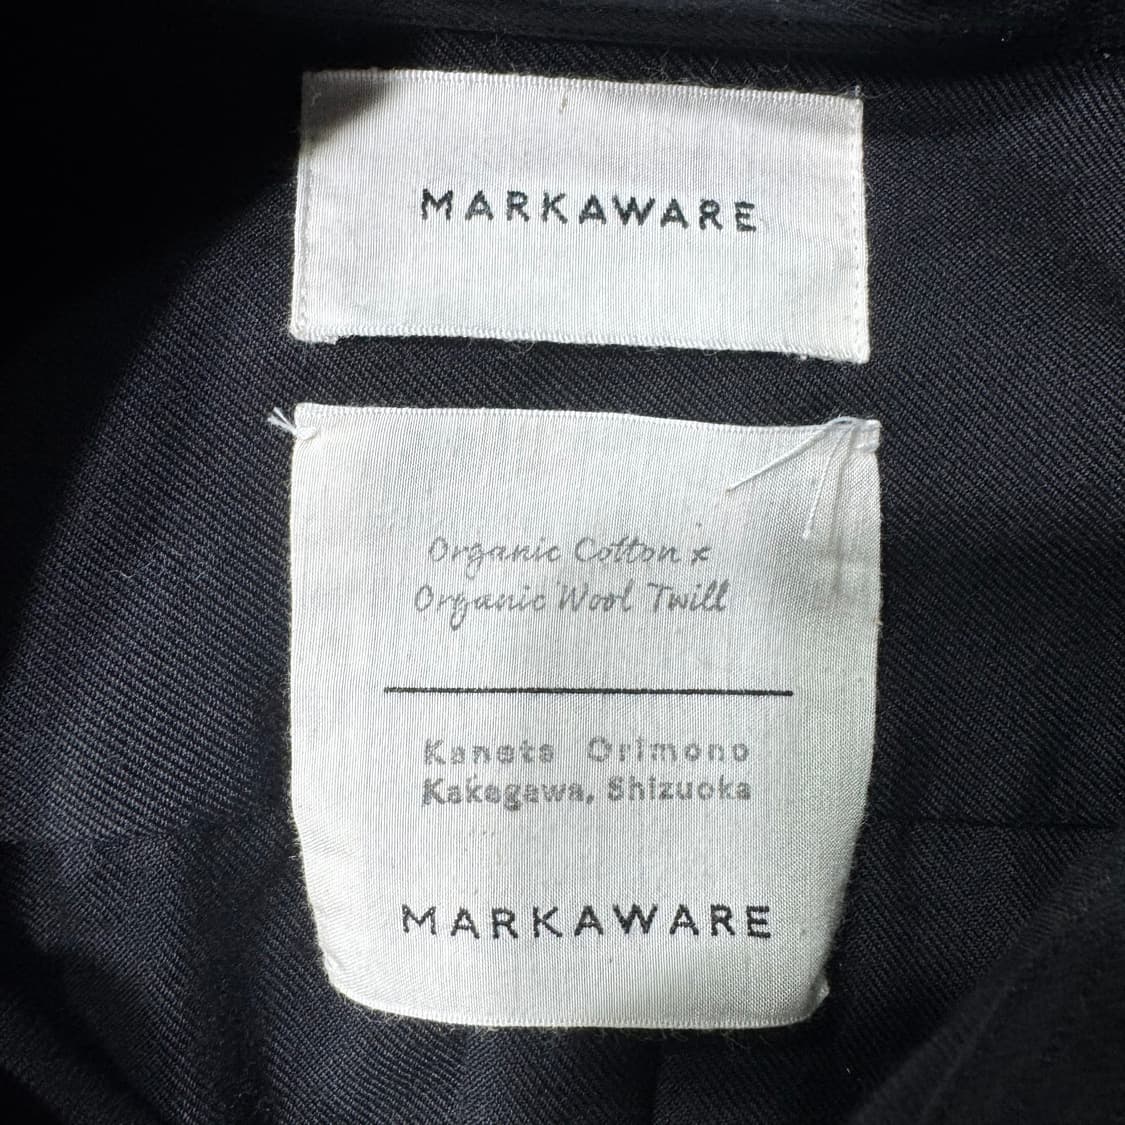 MARKAWARE
Organic Cotton x
Organic Wool Twill
Kaneta Orimono
Kakegawa, Shizuoka
MARKAWARE